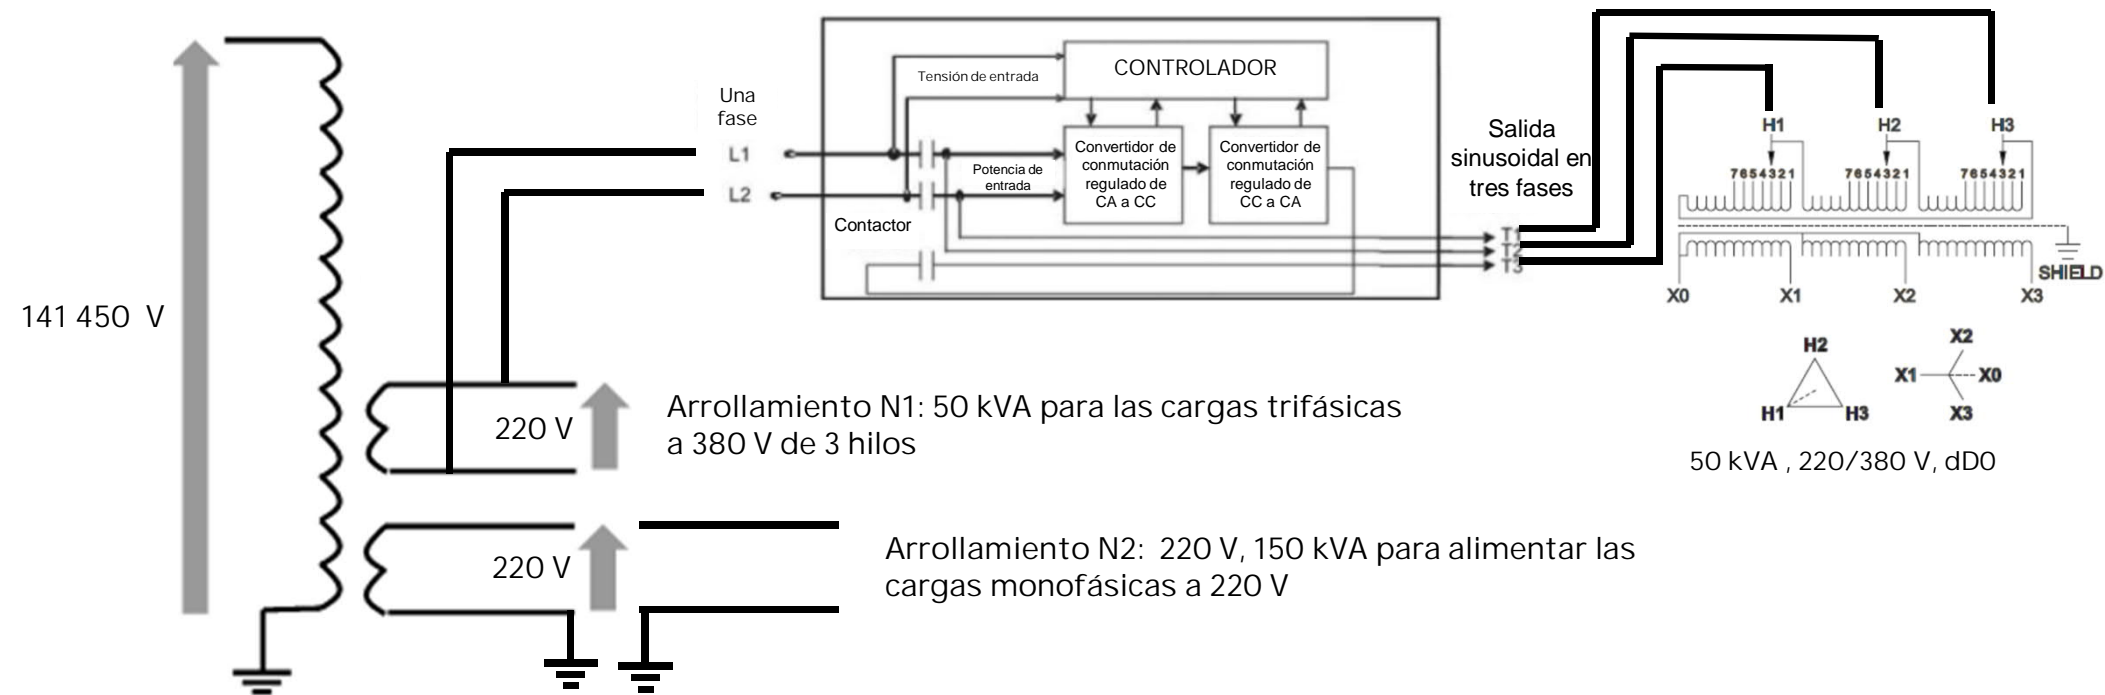 141 450 V
Una
fase
L1
L2
Tensión de entrada
CONTROLADOR
Convertidor de
conmutación
regulado de
CA a CC
Convertidor de
conmutación
regulado de
CC a CA
Potencia de
entrada
Contactor
Salida
sinusoidal en
tres fases
T1
T2
T3
H1
H2
H3
7654321
7654321
7654321
SHIELD
X0
X1
X2
X3
H2
H1
H3
X2
X1
X0
X3
50 kVA , 220/380 V, dD0
220 V
Arrollamiento N1: 50 kVA para las cargas trifásicas
a 380 V de 3 hilos
220 V
Arrollamiento N2: 220 V, 150 kVA para alimentar las
cargas monofásicas a 220 V